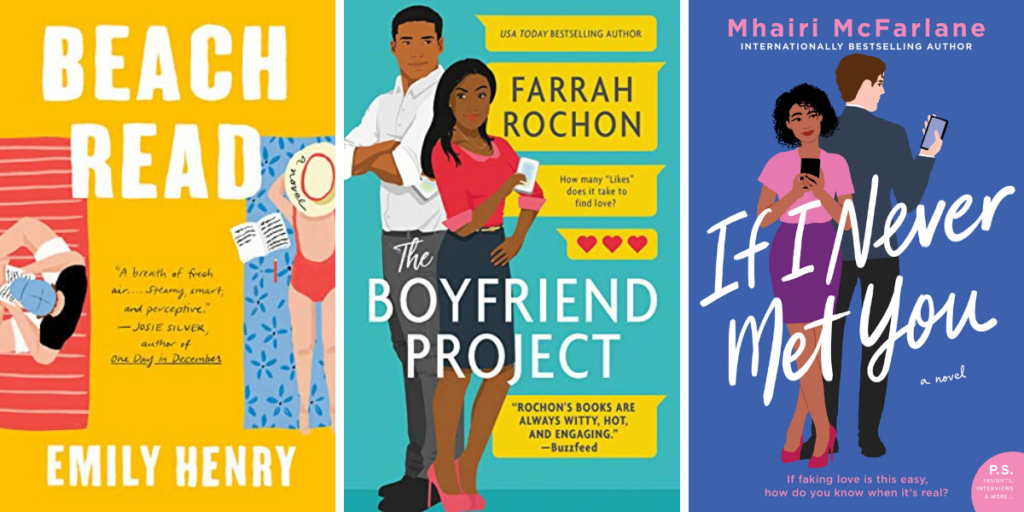 BEACH
READ
a novel
"A breath of fresh
air.... Steamy, smart,
and perceptive."
— JOSIE SILVER,
author of
One Day in December
EMILY HENRY
USA TODAY BESTSELLING AUTHOR
FARRAH
ROCHON
How many "Likes"
does it take to
find love?
The
BOYFRIEND
PROJECT
"ROCHON'S BOOKS ARE
ALWAYS WITTY, HOT,
AND ENGAGING."
—Buzzfeed
Mhairi McFarlane
INTERNATIONALLY BESTSELLING AUTHOR
If I Never
Met You
a novel
If faking love is this easy,
how do you know when it's real?
P.S.
INSIGHTS,
INTERVIEWS
& MORE...